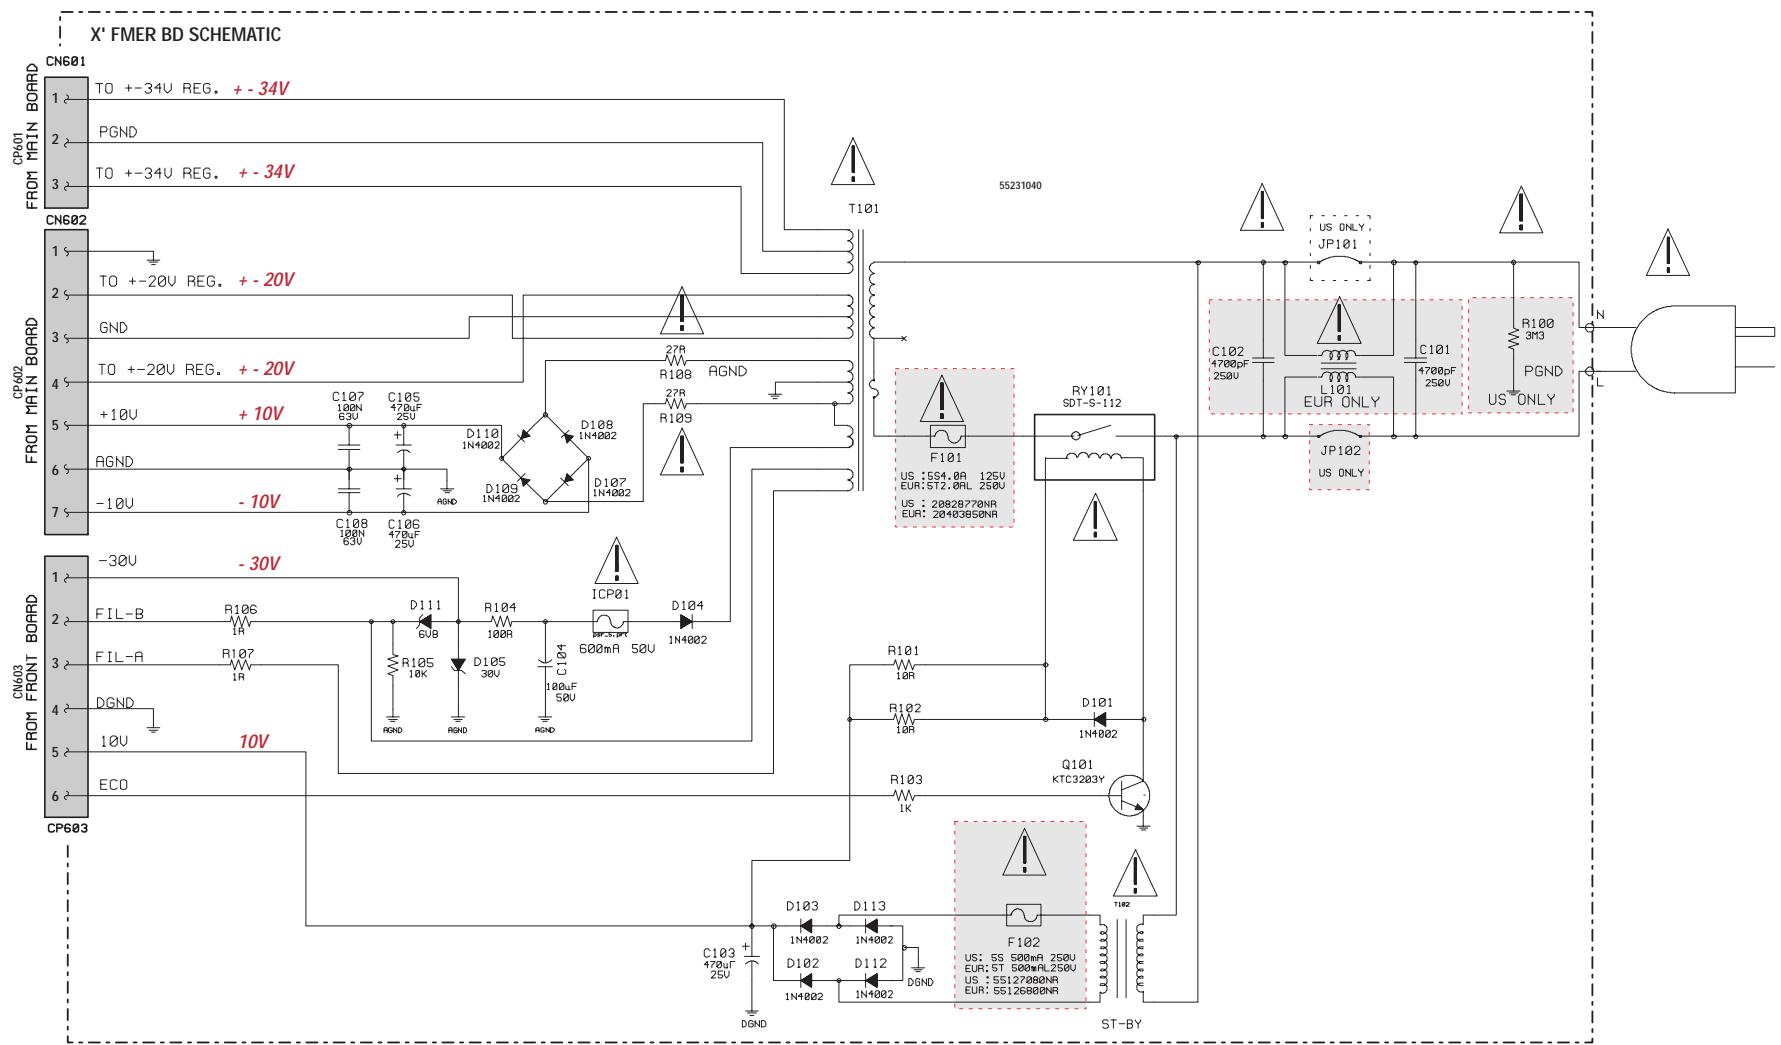 X' FMER BD SCHEMATIC
CN601
CP601
FROM MAIN BOARD
1 TO +-34V REG. + - 34V
2 PGND
3 TO +-34V REG. + - 34V
CN602
CP602
FROM MAIN BOARD
1
2 TO +-20V REG. + - 20V
3 GND
4 TO +-20V REG. + - 20V
5 +10V + 10V
6 AGND
7 -10V - 10V
CN603
FROM FRONT BOARD
1 -30V - 30V
2 FIL-B
3 FIL-A
4 DGND
5 10V 10V
6 ECO
CP603
C107
100N
63V
C105
470uF
25V
+
+
C108
100N
63V
C106
470uF
25V
AGND
D110
1N4002
D108
1N4002
D109
1N4002
D107
1N4002
27R
R108
AGND
27R
R109
T101
55231040
R106
1R
R107
1R
D111
6V8
R104
100R
R105
10K
D105
30V
C104
100uF
50V
AGND
AGND
AGND
ICP01
600mA 50V
D104
1N4002
F101
US :5S4.0A 125V
EUR:5T2.0AL 250V
US : 20828770NR
EUR: 20403850NR
RY101
SDT-S-112
US ONLY
JP101
C102
4700pF
250V
L101
EUR ONLY
C101
4700pF
250V
R100
3M3
PGND
US ONLY
N
L
JP102
US ONLY
R101
10R
R102
10R
D101
1N4002
Q101
KTC3203Y
R103
1K
D103
1N4002
D113
1N4002
D102
1N4002
D112
1N4002
DGND
+
C103
470uF
25V
DGND
F102
US: 5S 500mA 250V
EUR:5T 500mAL250V
US : 55127080NR
EUR: 55126800NR
T102
ST-BY